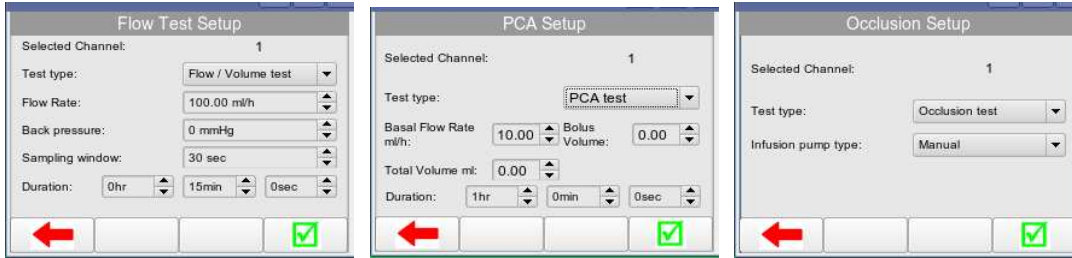 Flow Test Setup
Selected Channel: 1
Test type: Flow / Volume test
Flow Rate: 100.00 ml/h
Back pressure: 0 mmHg
Sampling window: 30 sec
Duration: 0hr 15min 0sec
PCA Setup
Selected Channel: 1
Test type: PCA test
Basal Flow Rate
ml/h: 10.00 Bolus
Volume: 0.00
Total Volume ml: 0.00
Duration: 1hr 0min 0sec
Occlusion Setup
Selected Channel: 1
Test type: Occlusion test
Infusion pump type: Manual